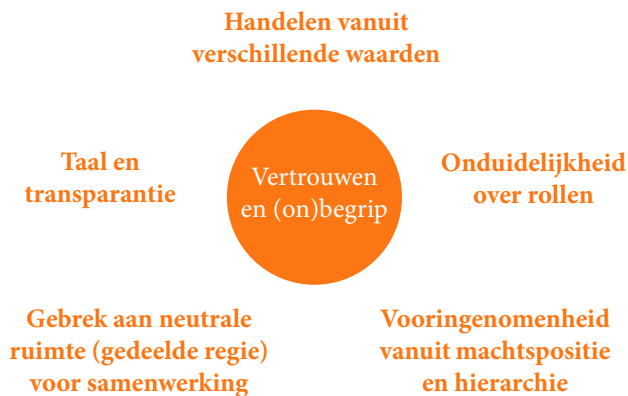 Handelen vanuit
verschillende waarden
Taal en
transparantie
Vertrouwen
en (on)begrip
Onduidelijkheid
over rollen
Gebrek aan neutrale
ruimte (gedeelde regie)
voor samenwerking
Vooringenomenheid
vanuit machtspositie
en hierarchie